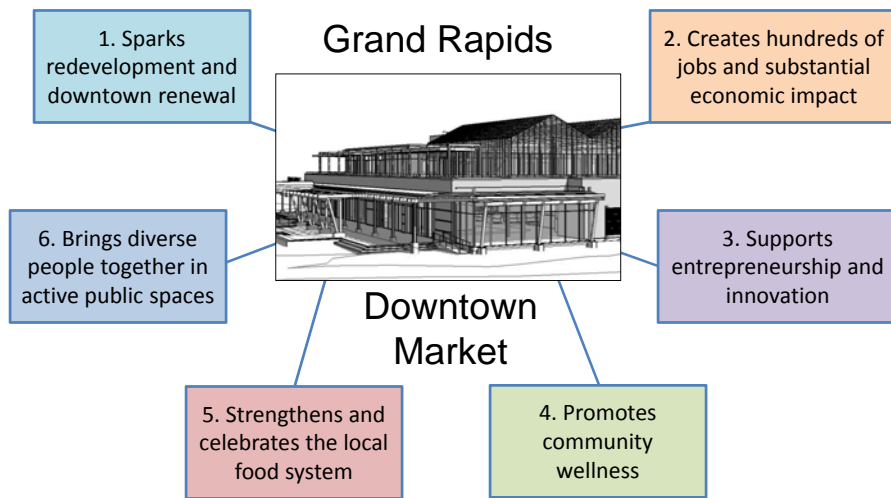 Grand Rapids
1. Sparks
redevelopment and
downtown renewal
2. Creates hundreds of
jobs and substantial
economic impact
3. Supports
entrepreneurship and
innovation
4. Promotes
community
wellness
5. Strengthens and
celebrates the local
food system
6. Brings diverse
people together in
active public spaces
Downtown
Market